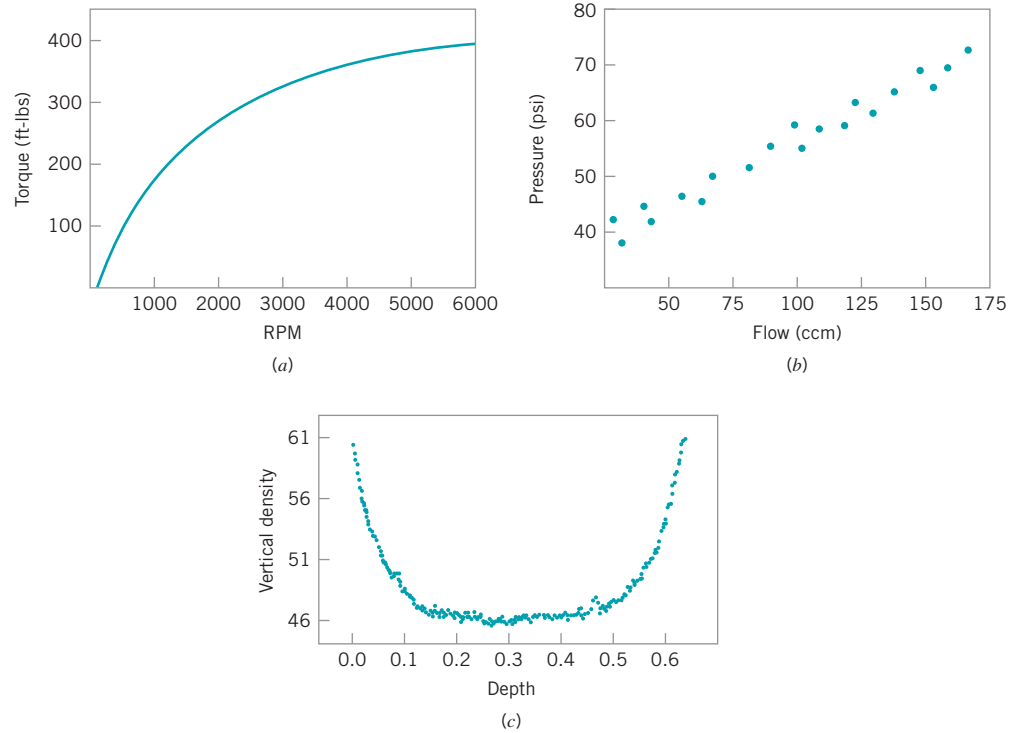 400
300
200
100
Torque (ft-lbs)
1000 2000 3000 4000 5000 6000
RPM
(a)
80
70
60
50
40
Pressure (psi)
50 75 100 125 150 175
Flow (ccm)
(b)
61
56
51
46
Vertical density
0.0 0.1 0.2 0.3 0.4 0.5 0.6
Depth
(c)